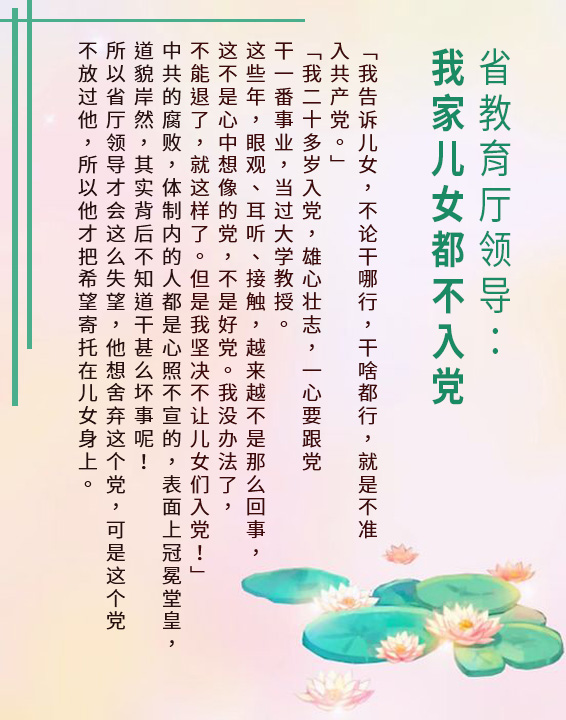 省教育厅领导：
我家儿女都不入党
「我告诉儿女，不论干哪行，干啥都行，就是不准
入共产党。」
「我二十多岁入党，雄心壮志，一心要跟党
干一番事业，当过大学教授。
这些年，眼观、耳听、接触，越来越不是那么回事，
这不是心中想像的党，不是好党。我没办法了，
不能退了，就这样了。但是我坚决不让儿女们入党！」
中共的腐败，体制内的人都是心照不宣的，表面上冠冕堂皇，
道貌岸然，其实背后不知道干甚么坏事呢！
所以省厅领导才会这么失望，他想舍弃这个党，可是这个党
不放过他，所以他才把希望寄托在儿女身上。